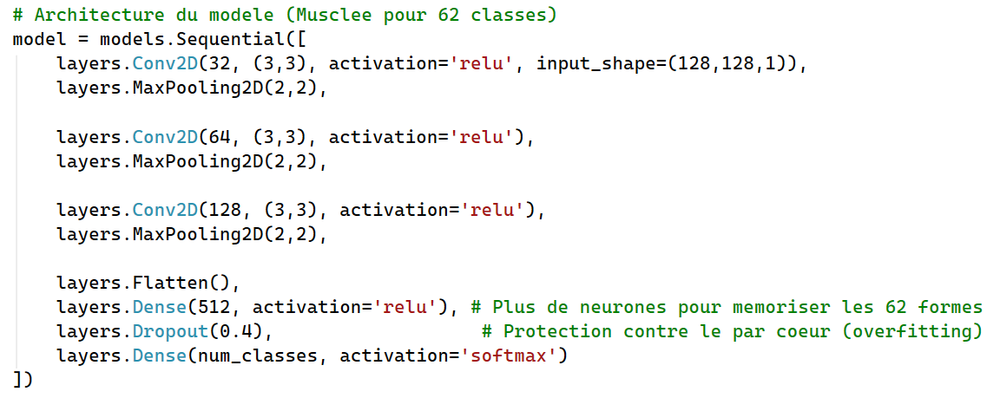 # Architecture du modele (Musclee pour 62 classes)
model = models.Sequential([
    layers.Conv2D(32, (3,3), activation='relu', input_shape=(128,128,1)),
    layers.MaxPooling2D(2,2),

    layers.Conv2D(64, (3,3), activation='relu'),
    layers.MaxPooling2D(2,2),

    layers.Conv2D(128, (3,3), activation='relu'),
    layers.MaxPooling2D(2,2),

    layers.Flatten(),
    layers.Dense(512, activation='relu'), # Plus de neurones pour memoriser les 62 formes
    layers.Dropout(0.4),                   # Protection contre le par coeur (overfitting)
    layers.Dense(num_classes, activation='softmax')
])